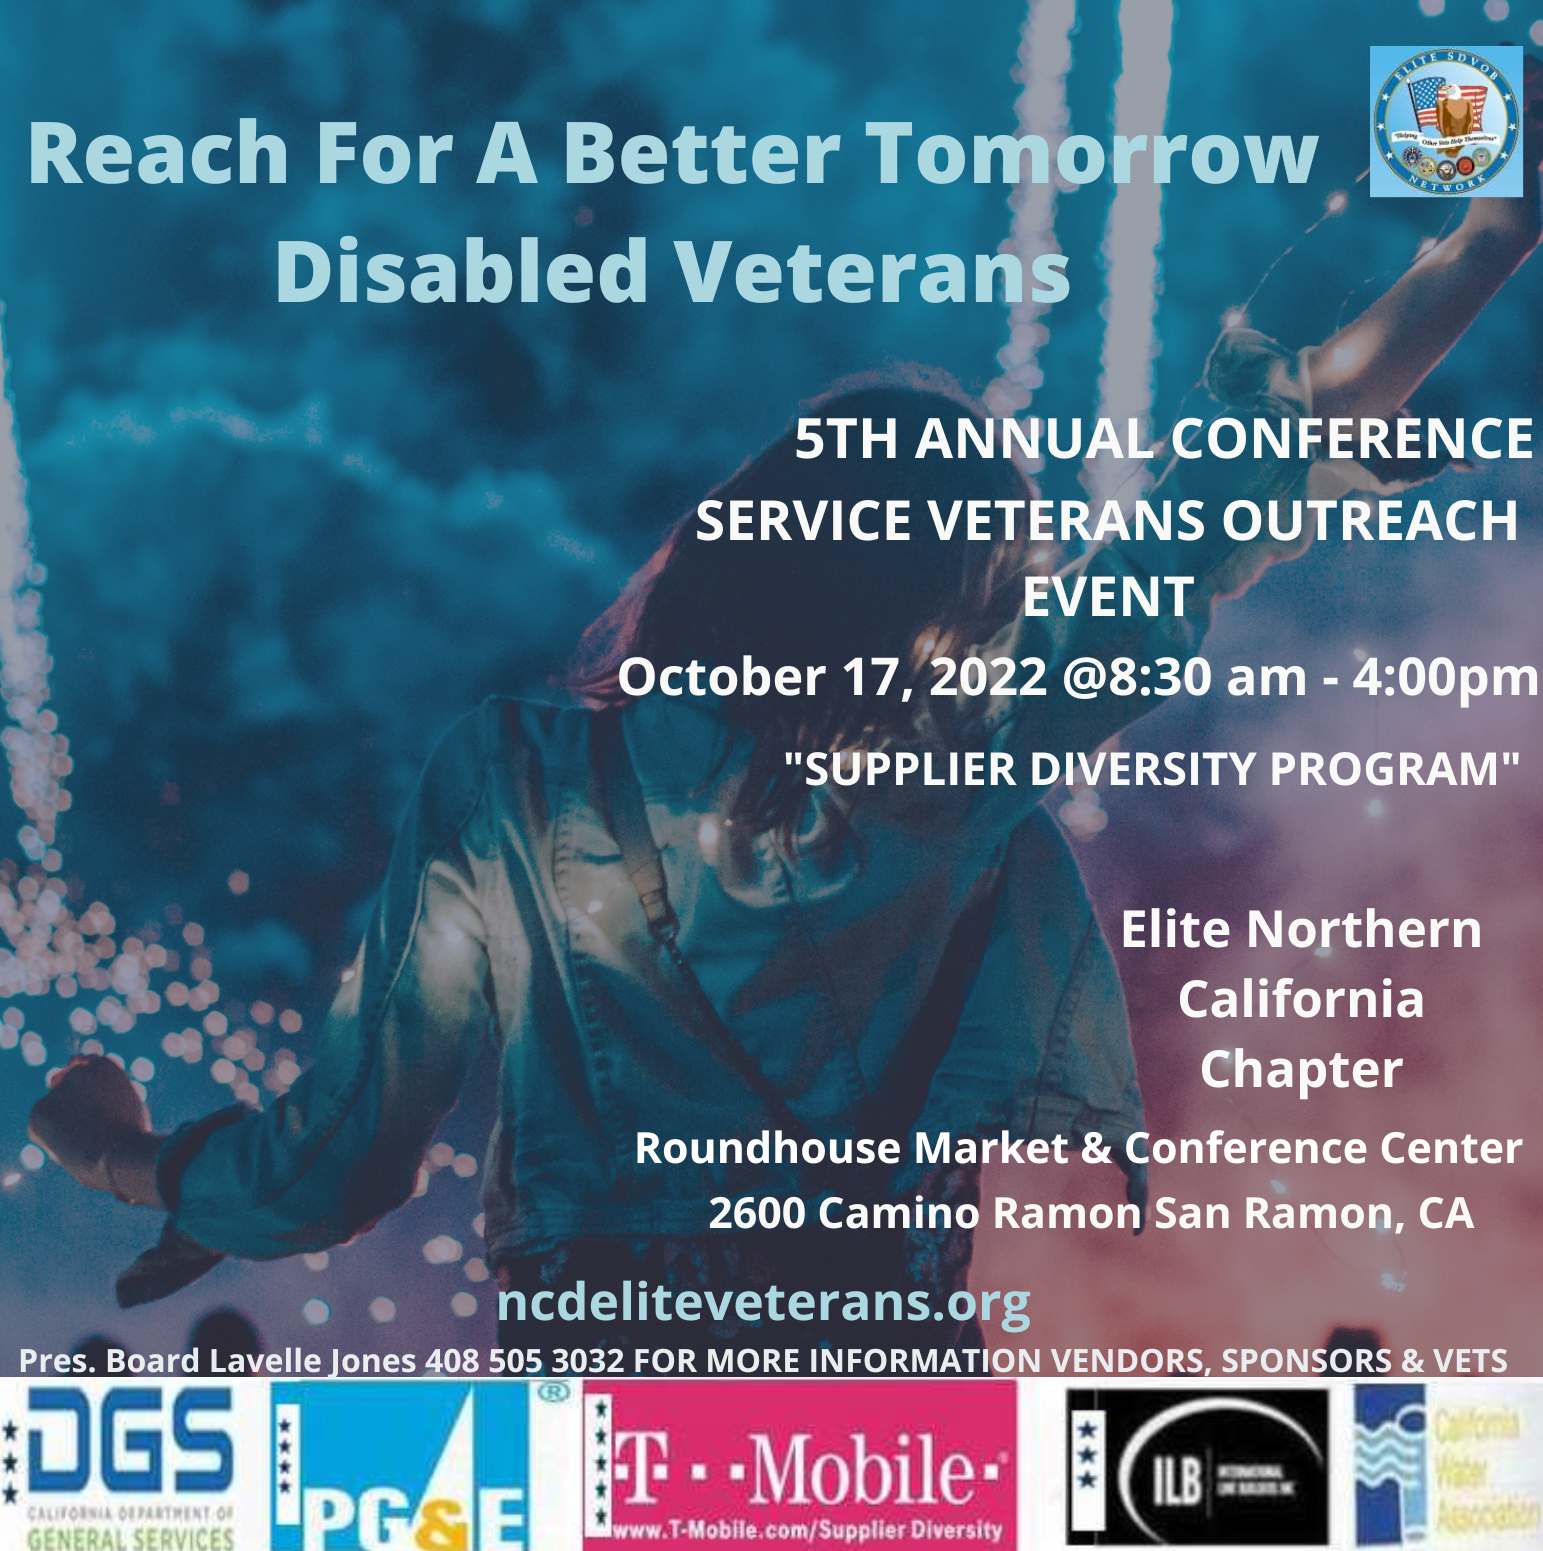 ELITE SDVOB
"Helping
Other Vets Help Themselves"
NETWORK
Reach For A Better Tomorrow
Disabled Veterans
5TH ANNUAL CONFERENCE
SERVICE VETERANS OUTREACH
EVENT
October 17, 2022 @8:30 am - 4:00pm
"SUPPLIER DIVERSITY PROGRAM"
Elite Northern
California
Chapter
Roundhouse Market & Conference Center
2600 Camino Ramon San Ramon, CA
ncdeliteveterans.org
Pres. Board Lavelle Jones 408 505 3032 FOR MORE INFORMATION VENDORS, SPONSORS & VETS
DGS
CALIFORNIA DEPARTMENT OF
GENERAL SERVICES
PG&E ®
T··Mobile·®
www.T-Mobile.com/Supplier Diversity
ILB
INTERNATIONAL
LINE BUILDERS INC
California
Water
Association